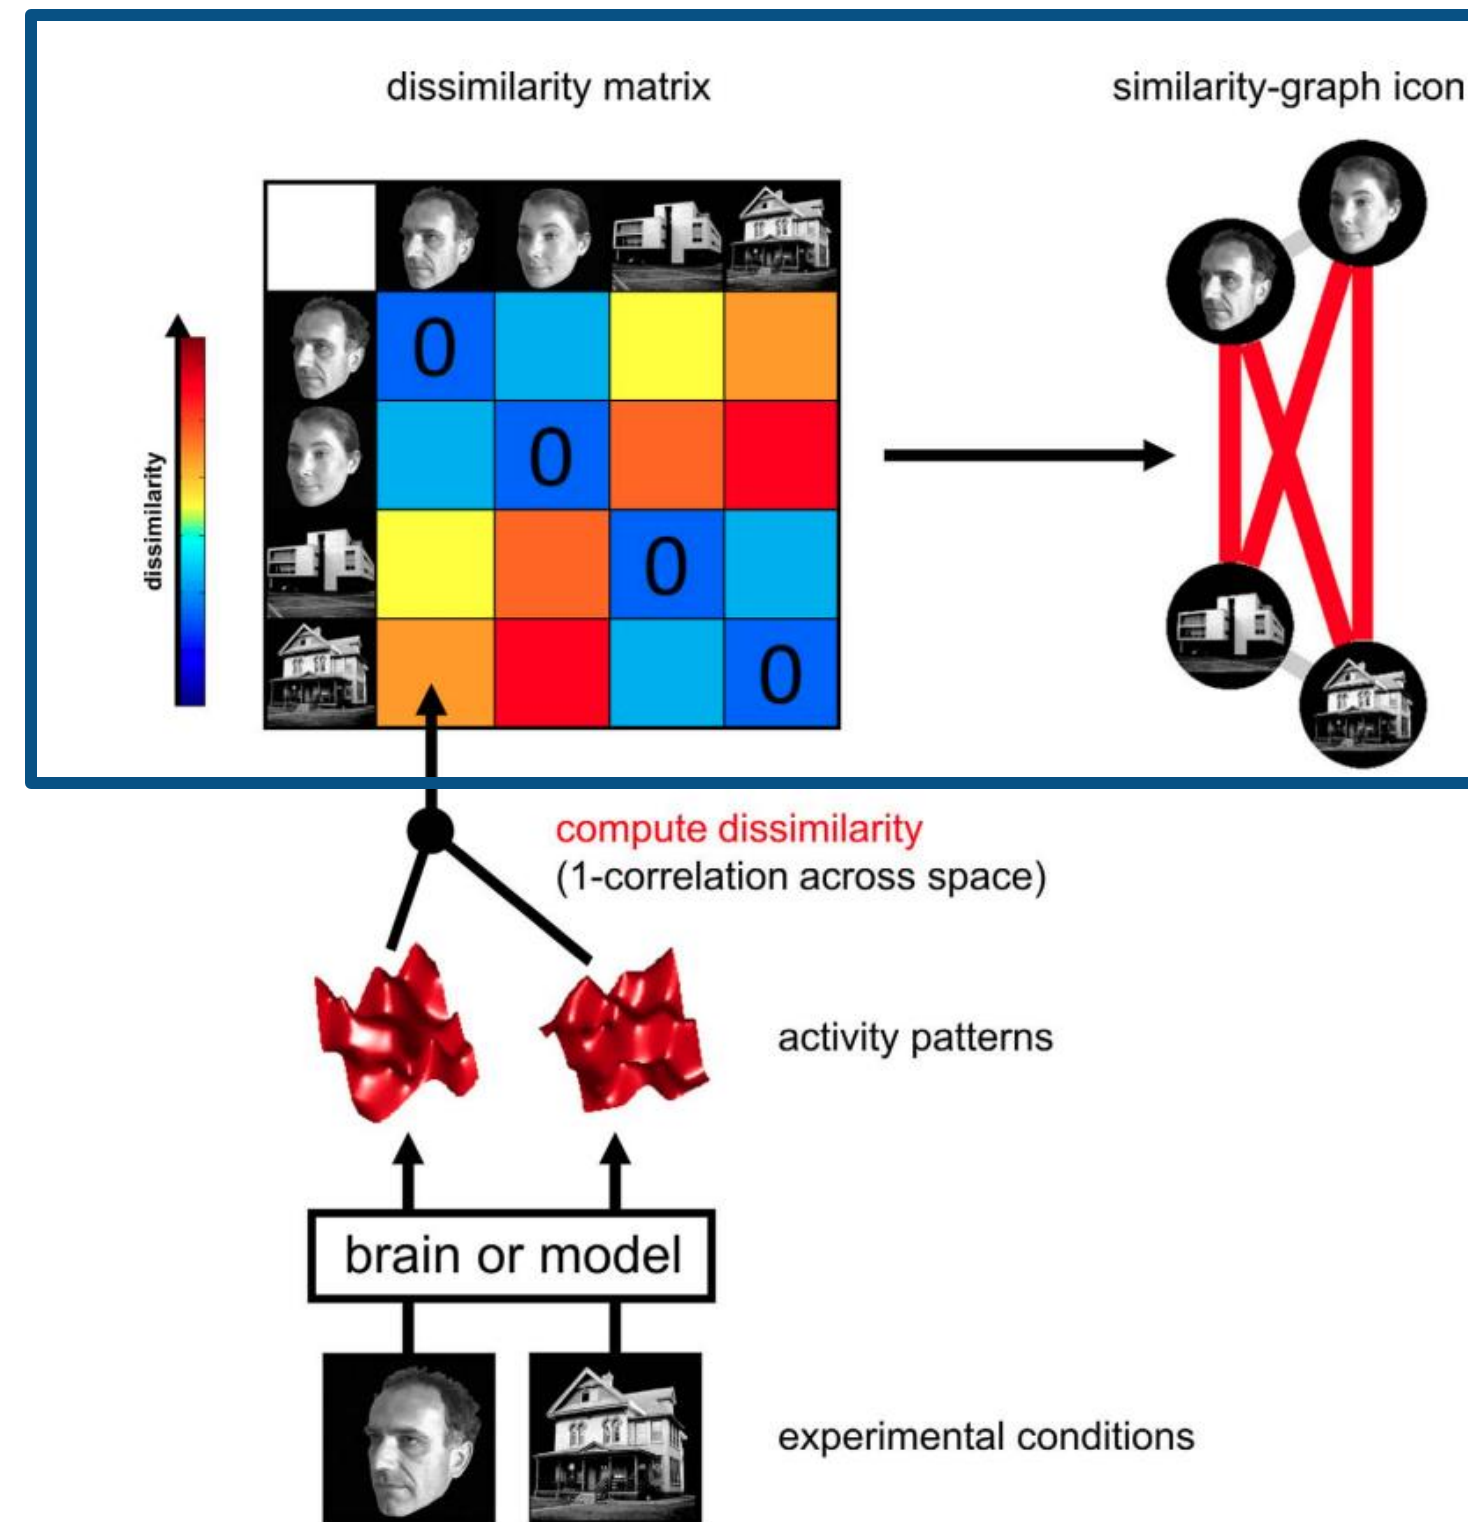 dissimilarity matrix
similarity-graph icon
0
0
dissimilarity
0
0
compute dissimilarity
(1-correlation across space)
activity patterns
brain or model
experimental conditions